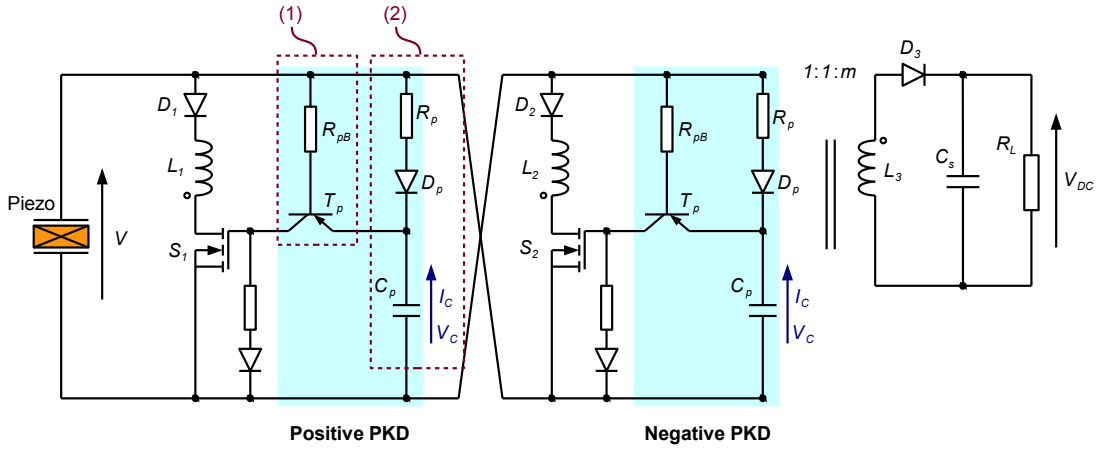 (1)
(2)
D1
RpB
Rp
D2
RpB
Rp
1:1:m
D3
L1
Dp
L2
Dp
L3
Cs
RL
VDC
Piezo
V
Tp
Tp
S1
S2
Cp
IC
VC
Cp
IC
VC
Positive PKD
Negative PKD